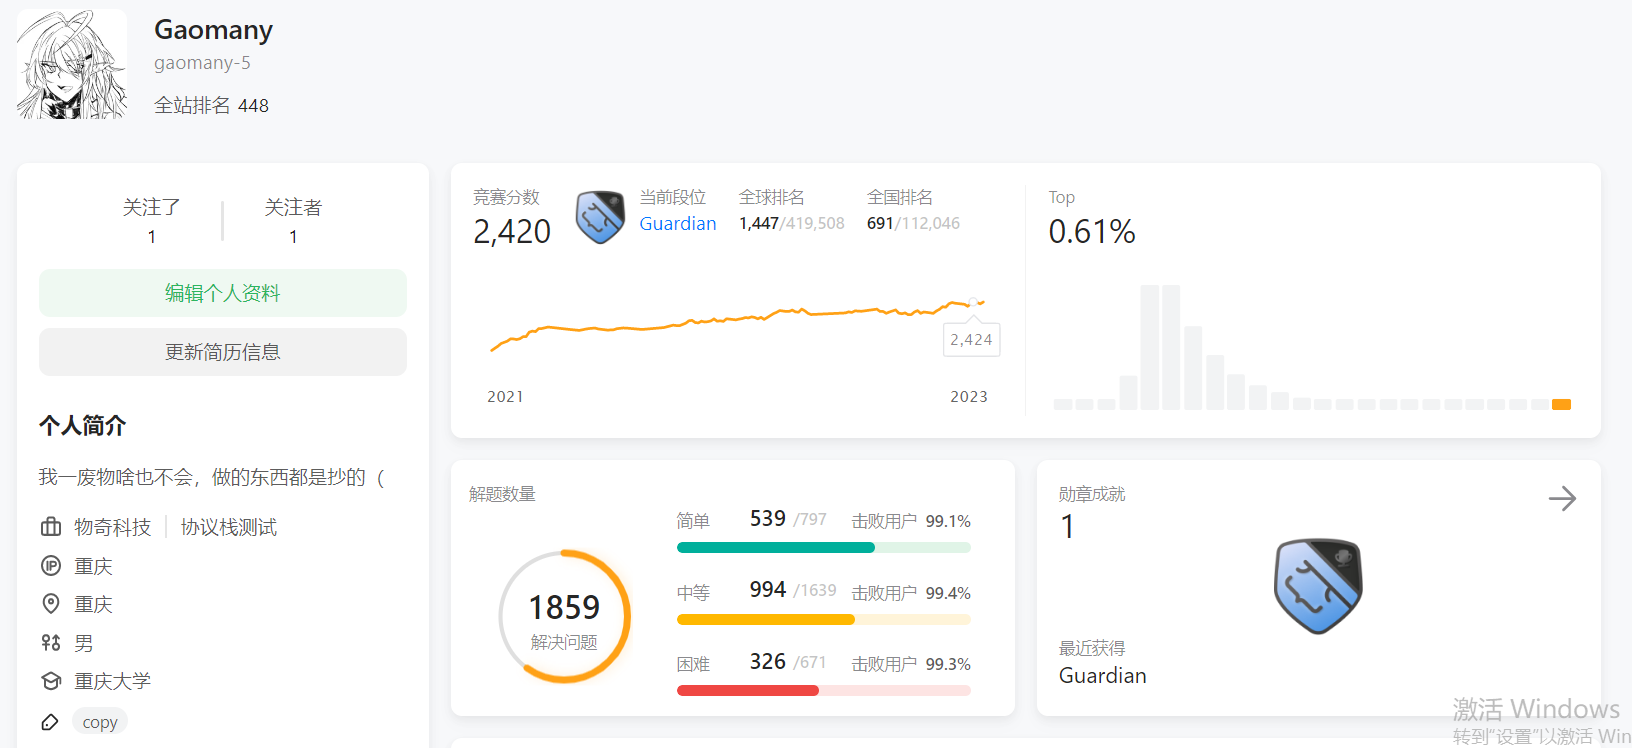 Gaomany
gaomany-5
全站排名 448
关注了
1
关注者
1
编辑个人资料
更新简历信息
个人简介
我一废物啥也不会，做的东西都是抄的（
物奇科技 协议栈测试
IP 重庆
重庆
男
重庆大学
copy
竞赛分数
2,420
当前段位
Guardian
全球排名
1,447/419,508
全国排名
691/112,046
2,424
2021 2023
Top
0.61%
解题数量
1859
解决问题
简单 539 /797 击败用户 99.1%
中等 994 /1639 击败用户 99.4%
困难 326 /671 击败用户 99.3%
勋章成就
1
最近获得
Guardian
激活 Windows
转到“设置”以激活 Win